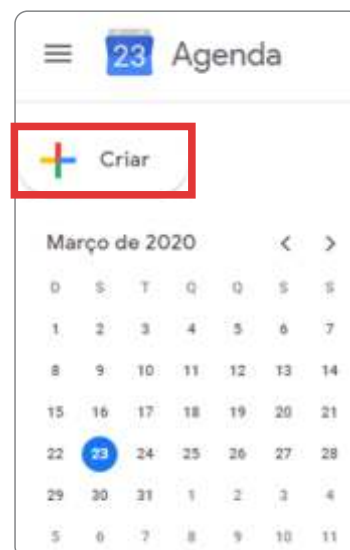 23 Agenda
Criar
Março de 2020 < >
D S T Q Q S S
1 2 3 4 5 6 7
8 9 10 11 12 13 14
15 16 17 18 19 20 21
22 23 24 25 26 27 28
29 30 31 1 2 3 4
5 6 7 8 9 10 11